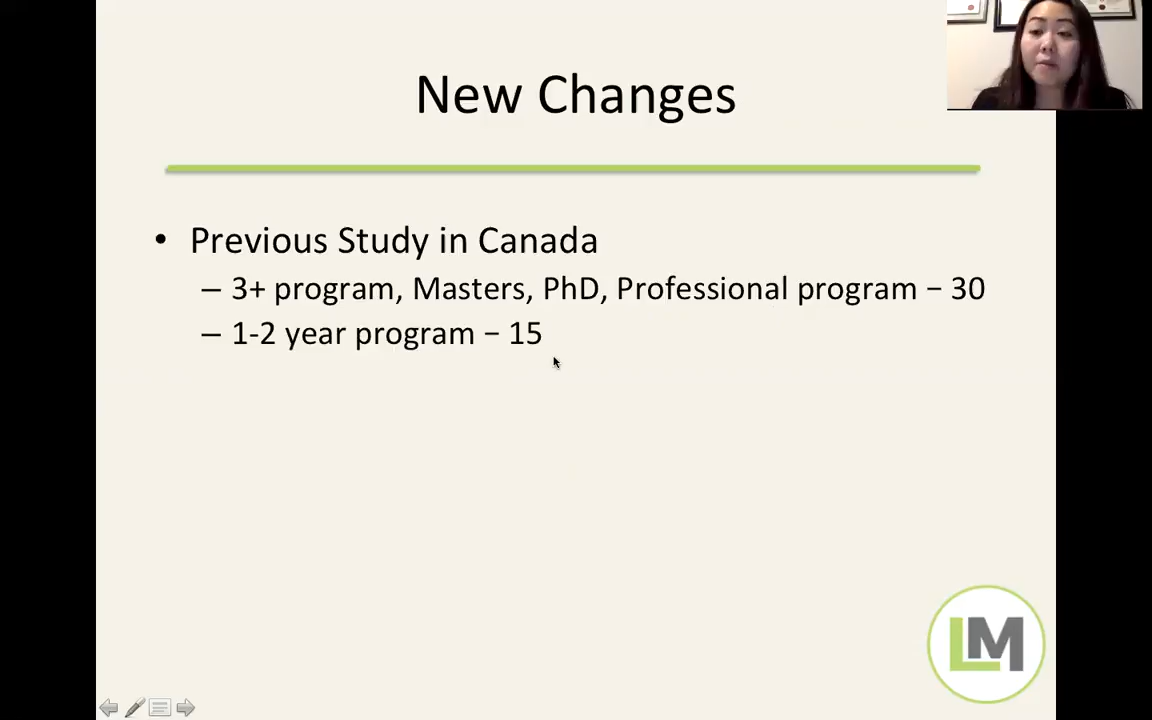 New Changes
• Previous Study in Canada
– 3+ program, Masters, PhD, Professional program – 30
– 1-2 year program – 15
LM